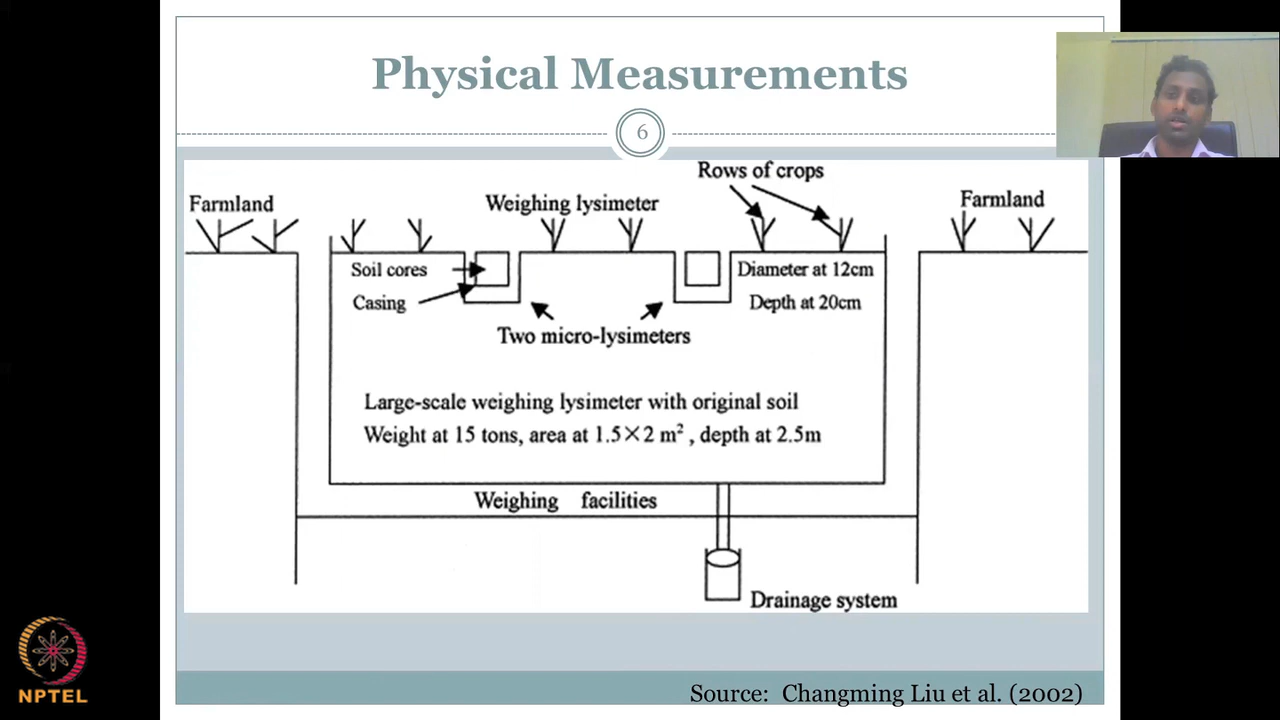 Physical Measurements
6
Rows of crops
Farmland
Weighing lysimeter
Farmland
Soil cores
Diameter at 12cm
Casing
Depth at 20cm
Two micro-lysimeters
Large-scale weighing lysimeter with original soil
Weight at 15 tons, area at 1.5×2 m², depth at 2.5m
Weighing facilities
Drainage system
NPTEL
Source: Changming Liu et al. (2002)